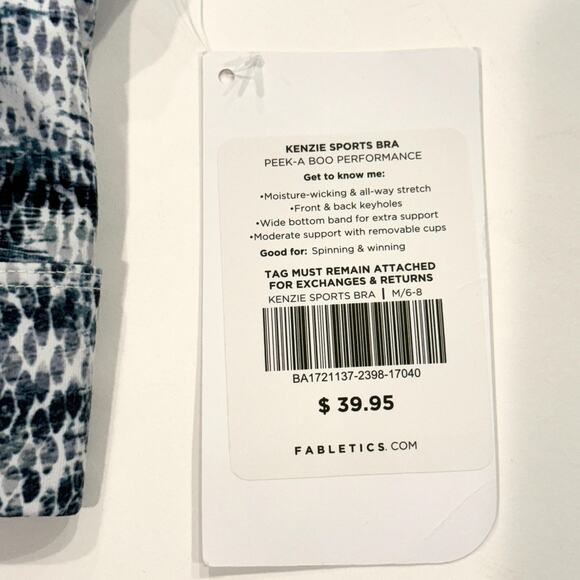 KENZIE SPORTS BRA
PEEK-A BOO PERFORMANCE
Get to know me:
•Moisture-wicking & all-way stretch
•Front & back keyholes
•Wide bottom band for extra support
•Moderate support with removable cups
Good for: Spinning & winning
TAG MUST REMAIN ATTACHED
FOR EXCHANGES & RETURNS
KENZIE SPORTS BRA | M/6-8
BA1721137-2398-17040
$ 39.95
FABLETICS.COM